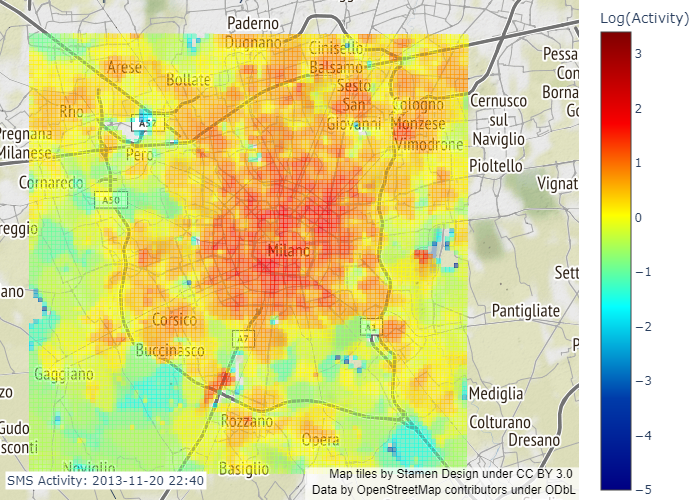 Log(Activity)
3
2
1
0
−1
−2
−3
−4
−5
Paderno
Dugnano
Cinisello
Balsamo
Arese
Bollate
Sesto
San
Giovanni
Rho
Cologno
Monzese
Vimodrone
Cernusco
sul
Naviglio
Pessa
Con
Borna
Go
Pregnana
Milanese
A52
Pero
Pioltello
Cornaredo
A50
Vignat
reggio
Milano
Sett
ano
Pantigliate
Corsico
A7
A1
Buccinasco
P
Gaggiano
zo
Mediglia
Rozzano
Colturano
Gudo
sconti
Opera
Dresano
Noviglio
Basiglio
SMS Activity: 2013-11-20 22:40
Map tiles by Stamen Design under CC BY 3.0
Data by OpenStreetMap contributors under ODbL